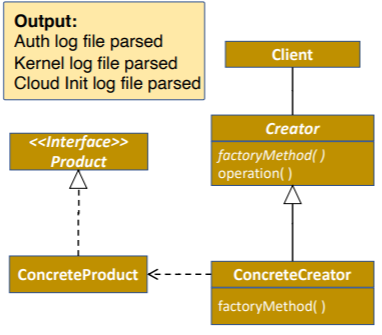 Output:
Auth log file parsed
Kernel log file parsed
Cloud Init log file parsed
Client
Creator
factoryMethod( )
operation( )
<<Interface>>
Product
ConcreteProduct
ConcreteCreator
factoryMethod( )